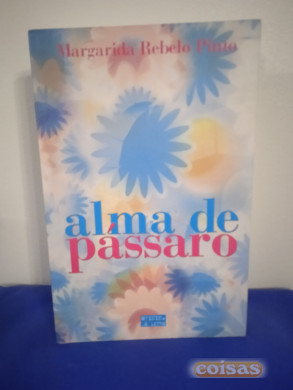 Margarida Rebelo Pinto
alma de
pássaro
coisas